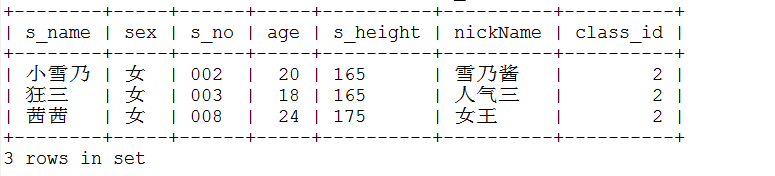 +--------+-----+------+-----+----------+----------+----------+
| s_name | sex | s_no | age | s_height | nickName | class_id |
+--------+-----+------+-----+----------+----------+----------+
| 小雪乃 | 女 | 002 | 20 | 165 | 雪乃酱 | 2 |
| 狂三 | 女 | 003 | 18 | 165 | 人气三 | 2 |
| 茜茜 | 女 | 008 | 24 | 175 | 女王 | 2 |
+--------+-----+------+-----+----------+----------+----------+
3 rows in set